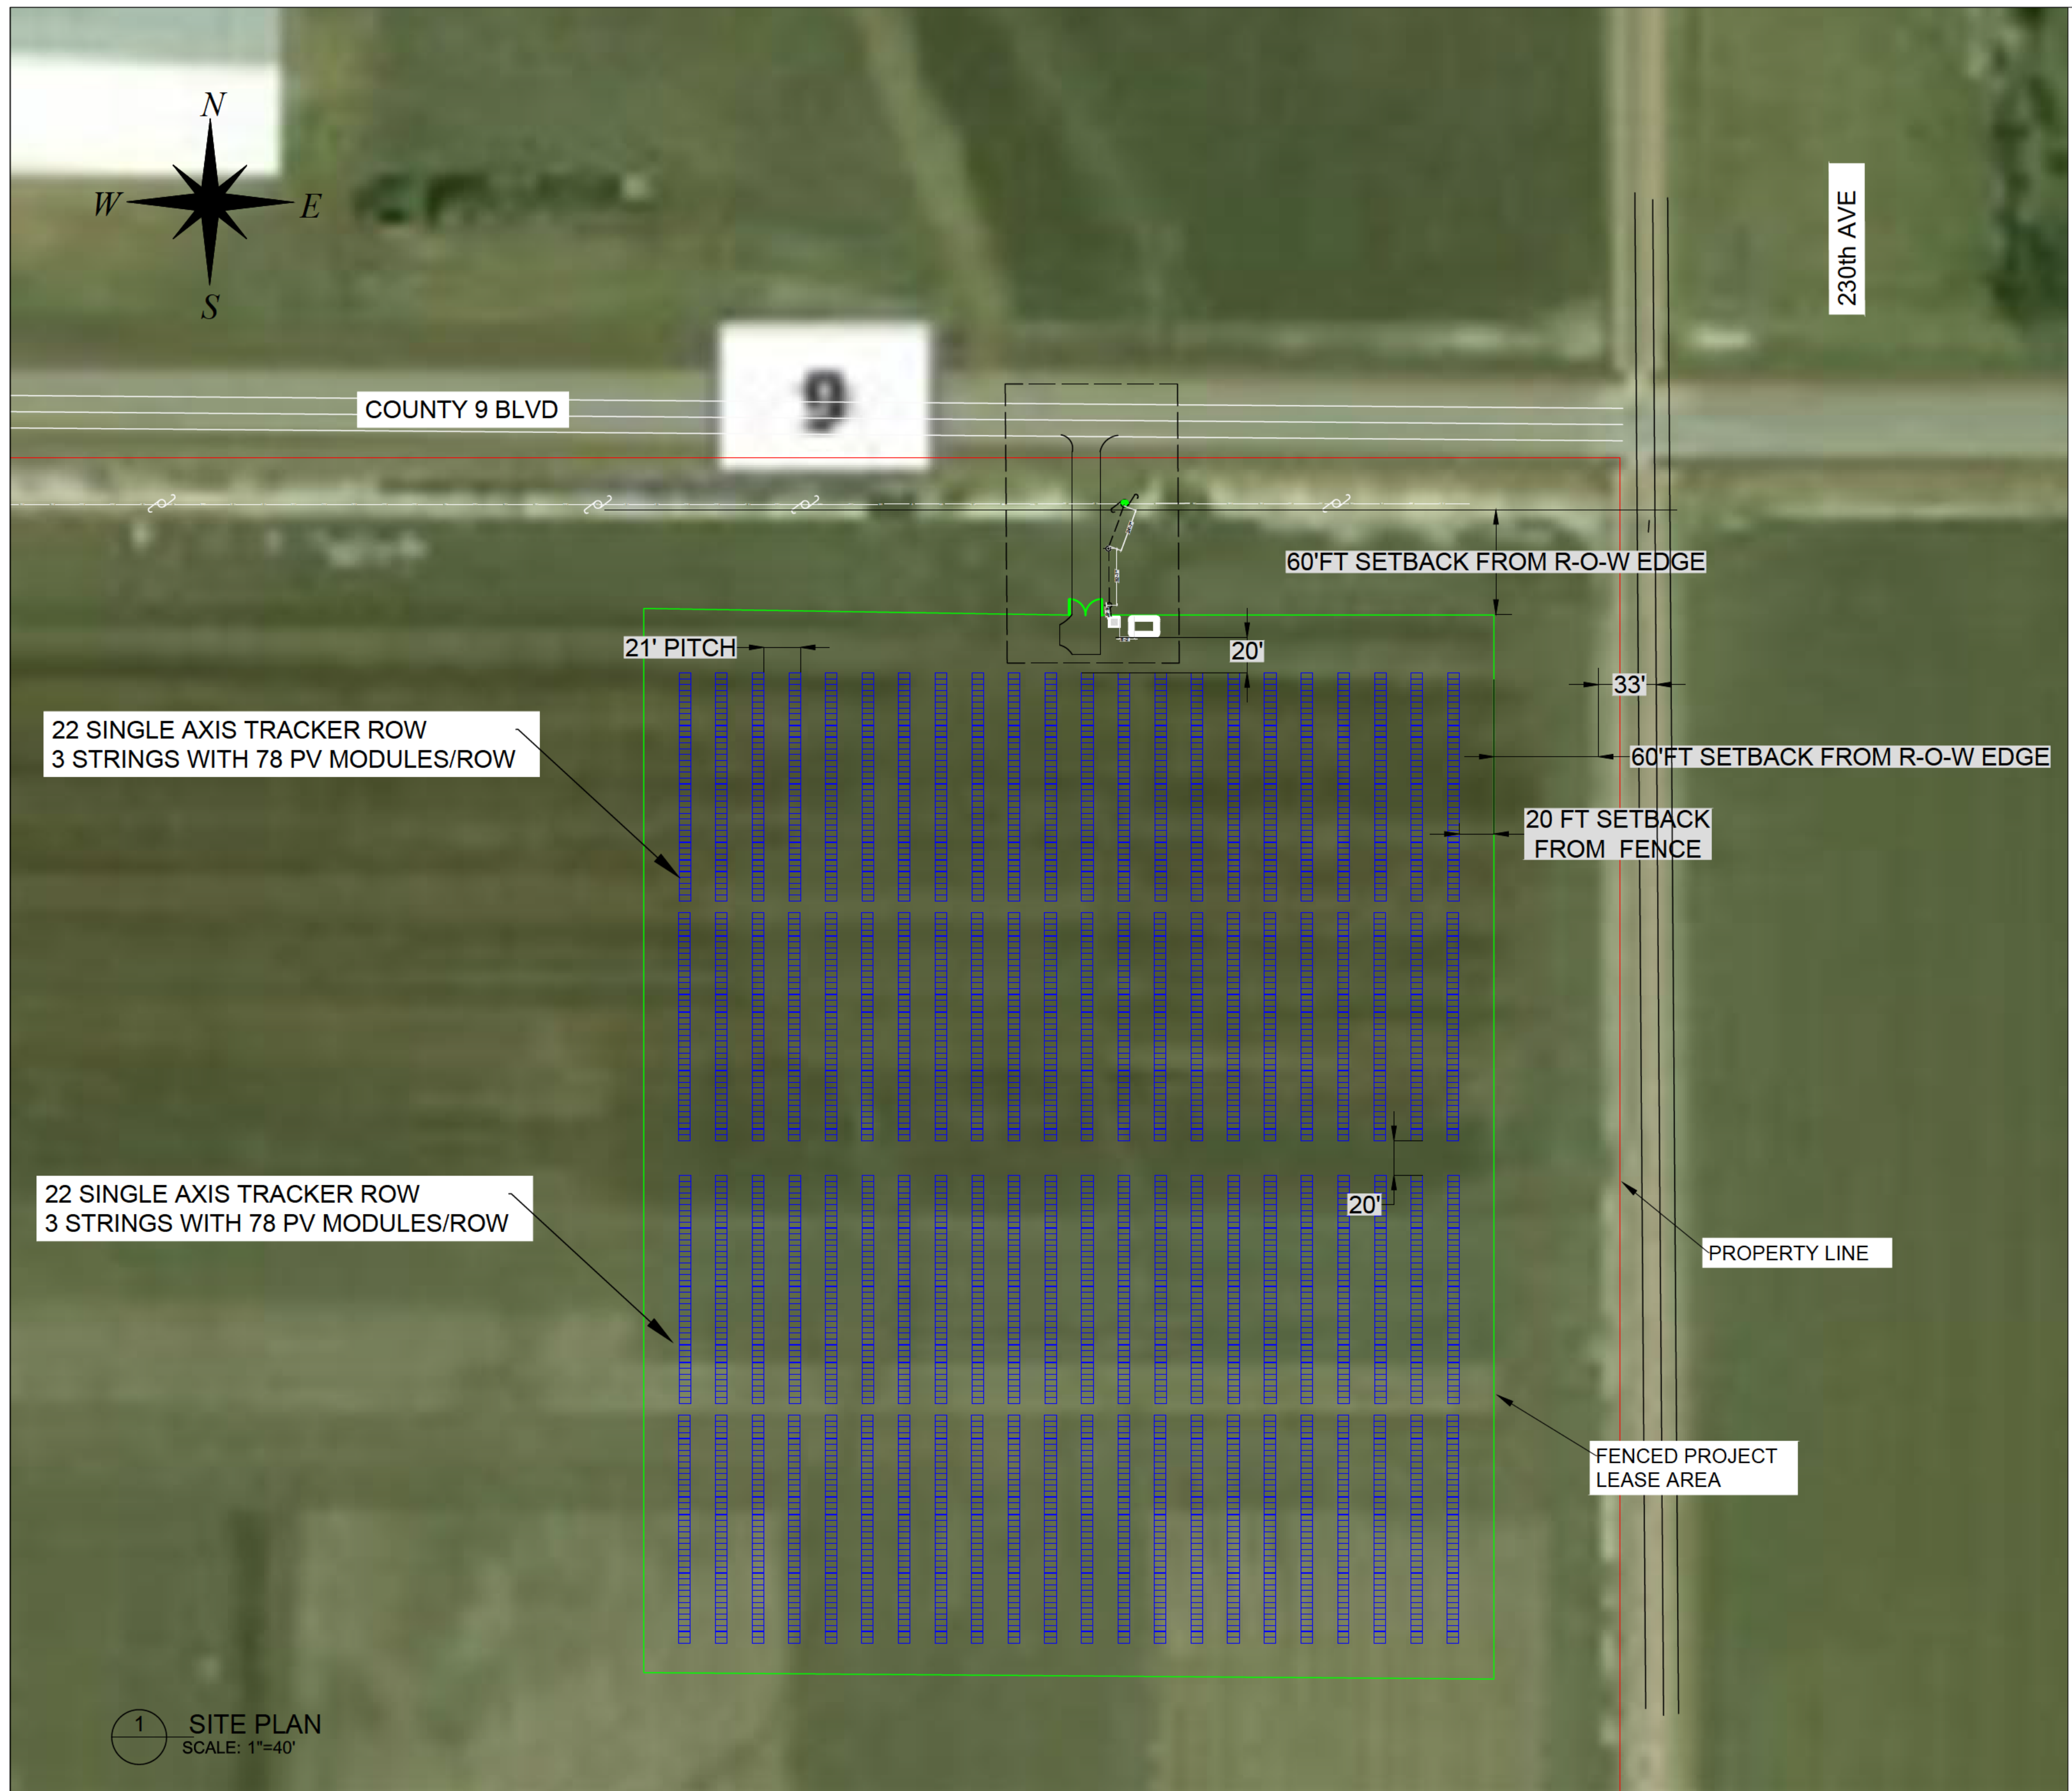 N
W
E
S
230th AVE
COUNTY 9 BLVD
9
60'FT SETBACK FROM R-O-W EDGE
21' PITCH
20'
33'
22 SINGLE AXIS TRACKER ROW
3 STRINGS WITH 78 PV MODULES/ROW
60'FT SETBACK FROM R-O-W EDGE
20 FT SETBACK
FROM FENCE
22 SINGLE AXIS TRACKER ROW
3 STRINGS WITH 78 PV MODULES/ROW
20'
PROPERTY LINE
FENCED PROJECT
LEASE AREA
1
SITE PLAN
SCALE: 1"=40'